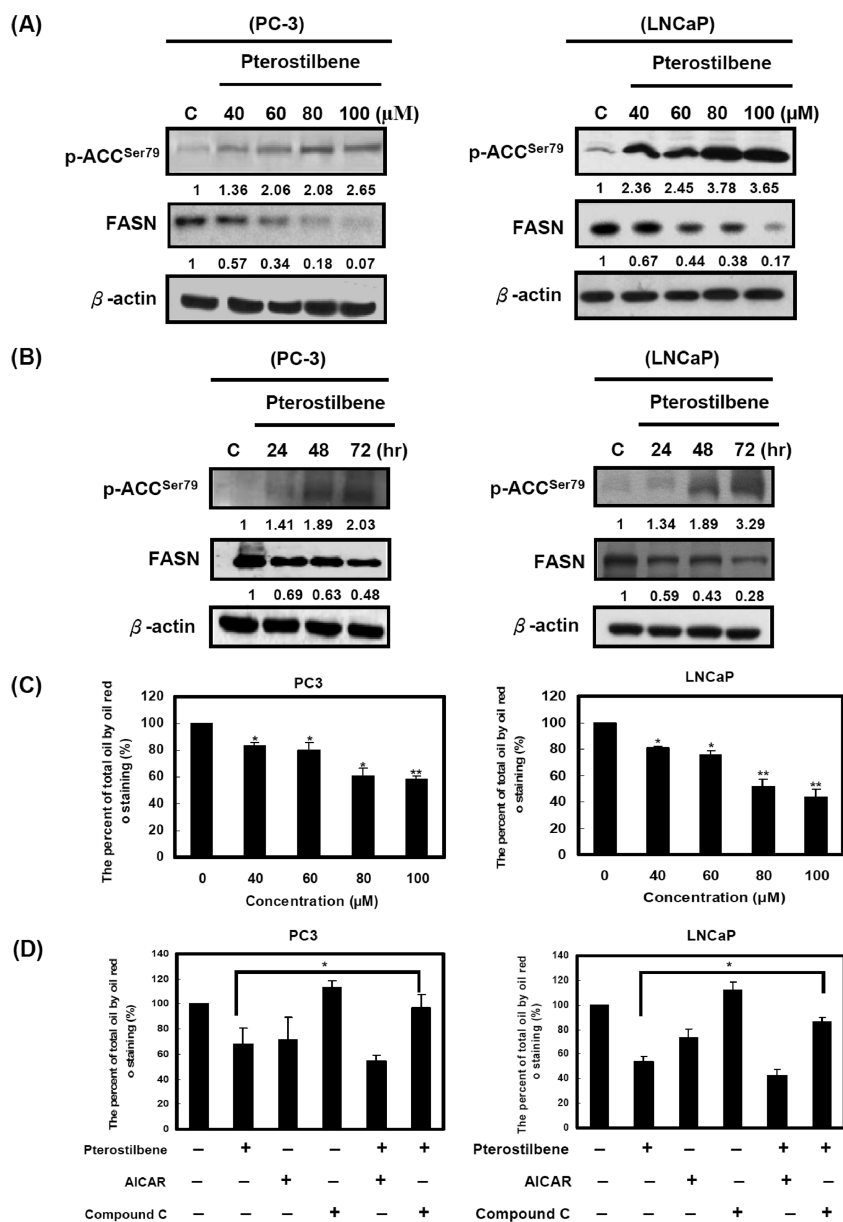 (A)
(PC-3)
(LNCaP)
Pterostilbene
Pterostilbene
C 40 60 80 100 (μM)
C 40 60 80 100 (μM)
p-ACC^Ser79
p-ACC^Ser79
1 1.36 2.06 2.08 2.65
1 2.36 2.45 3.78 3.65
FASN
FASN
1 0.57 0.34 0.18 0.07
1 0.67 0.44 0.38 0.17
β-actin
β-actin
(B)
(PC-3)
(LNCaP)
Pterostilbene
Pterostilbene
C 24 48 72 (hr)
C 24 48 72 (hr)
p-ACC^Ser79
p-ACC^Ser79
1 1.41 1.89 2.03
1 1.34 1.89 3.29
FASN
FASN
1 0.69 0.63 0.48
1 0.59 0.43 0.28
β-actin
β-actin
(C)
PC3
The percent of total oil by oil red
o staining (%)
120
100
80
60
40
20
0
* * * **
0 40 60 80 100
Concentration (μM)
LNCaP
The percent of total oil by oil red
o staining (%)
120
100
80
60
40
20
0
* * ** **
0 40 60 80 100
Concentration (μM)
(D)
PC3
The percent of total oil by oil red
o staining (%)
140
120
100
80
60
40
20
0
*
LNCaP
The percent of total oil by oil red
o staining (%)
140
120
100
80
60
40
20
0
*
Pterostilbene – + – – + +
AICAR – – + – + –
Compound C – – – + – +
Pterostilbene – + – – + +
AICAR – – + – + –
Compound C – – – + – +